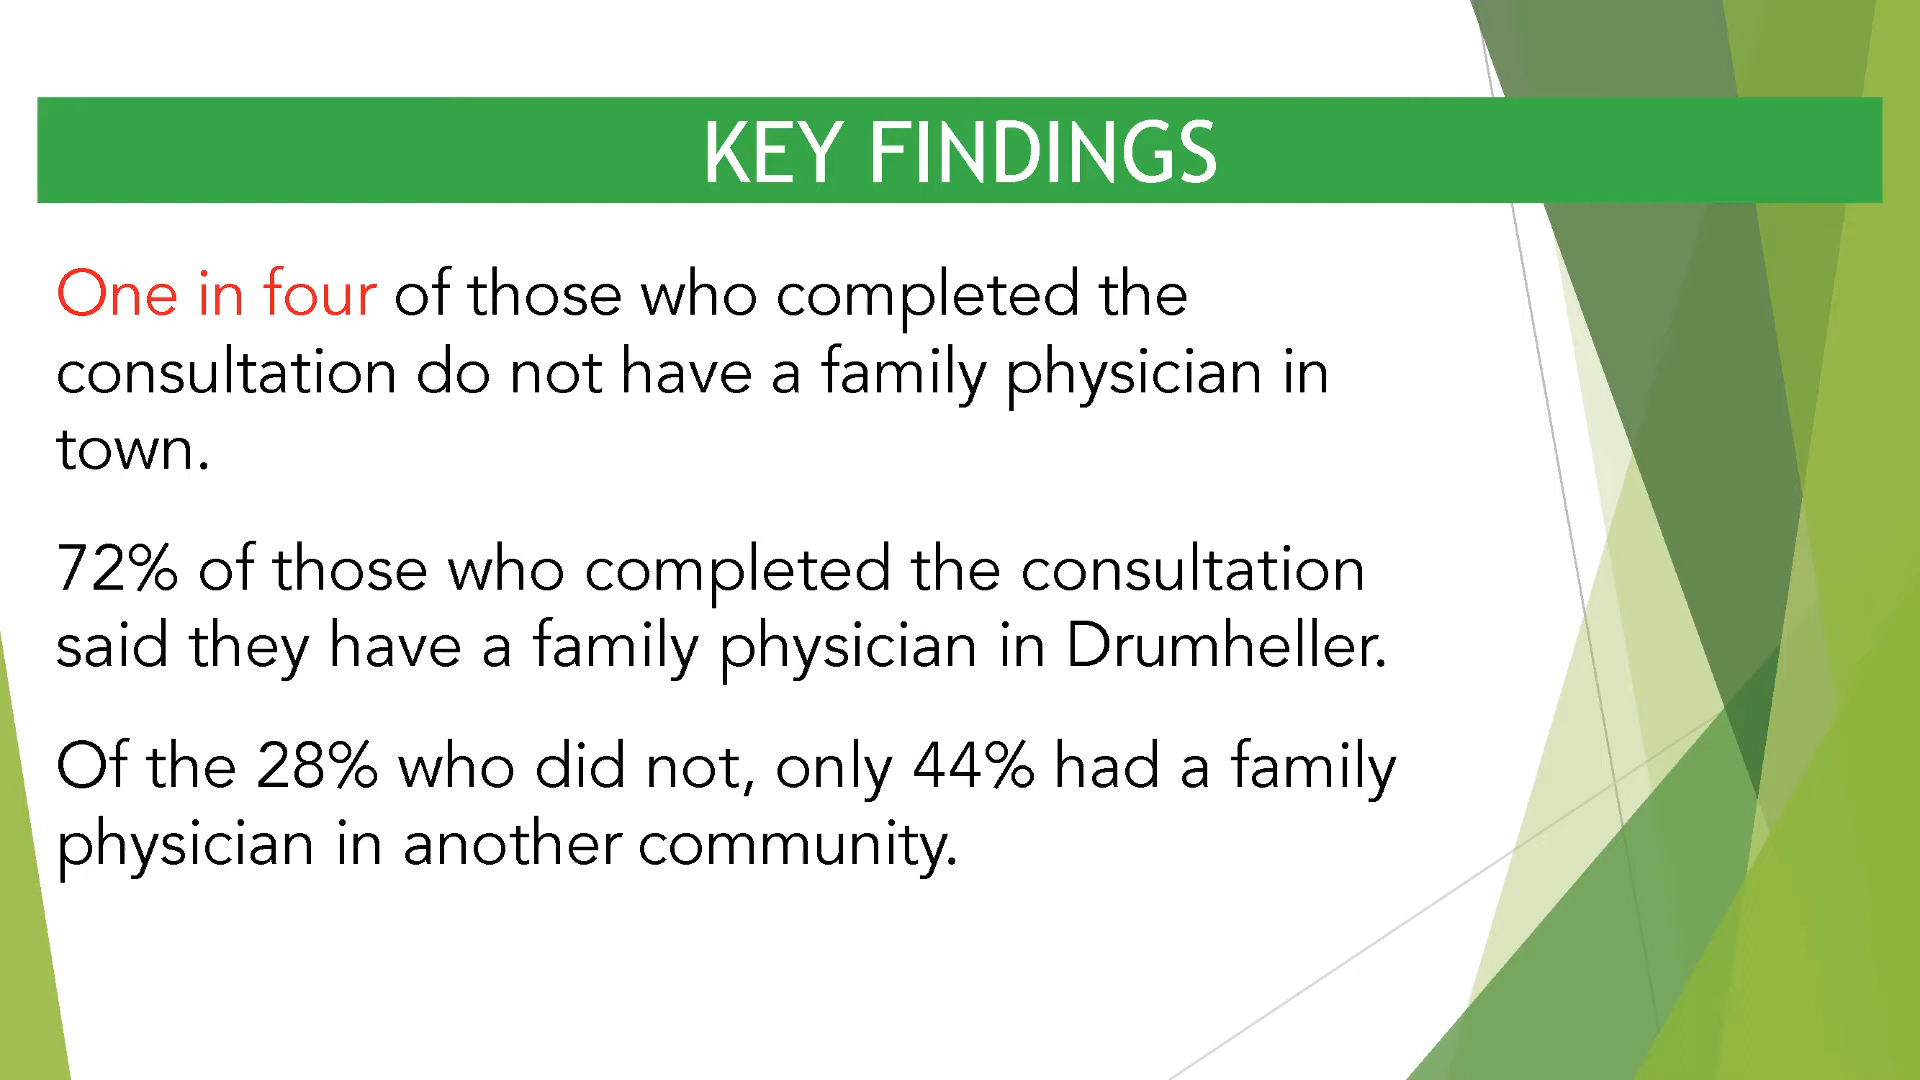 KEY FINDINGS
One in four of those who completed the
consultation do not have a family physician in
town.
72% of those who completed the consultation
said they have a family physician in Drumheller.
Of the 28% who did not, only 44% had a family
physician in another community.